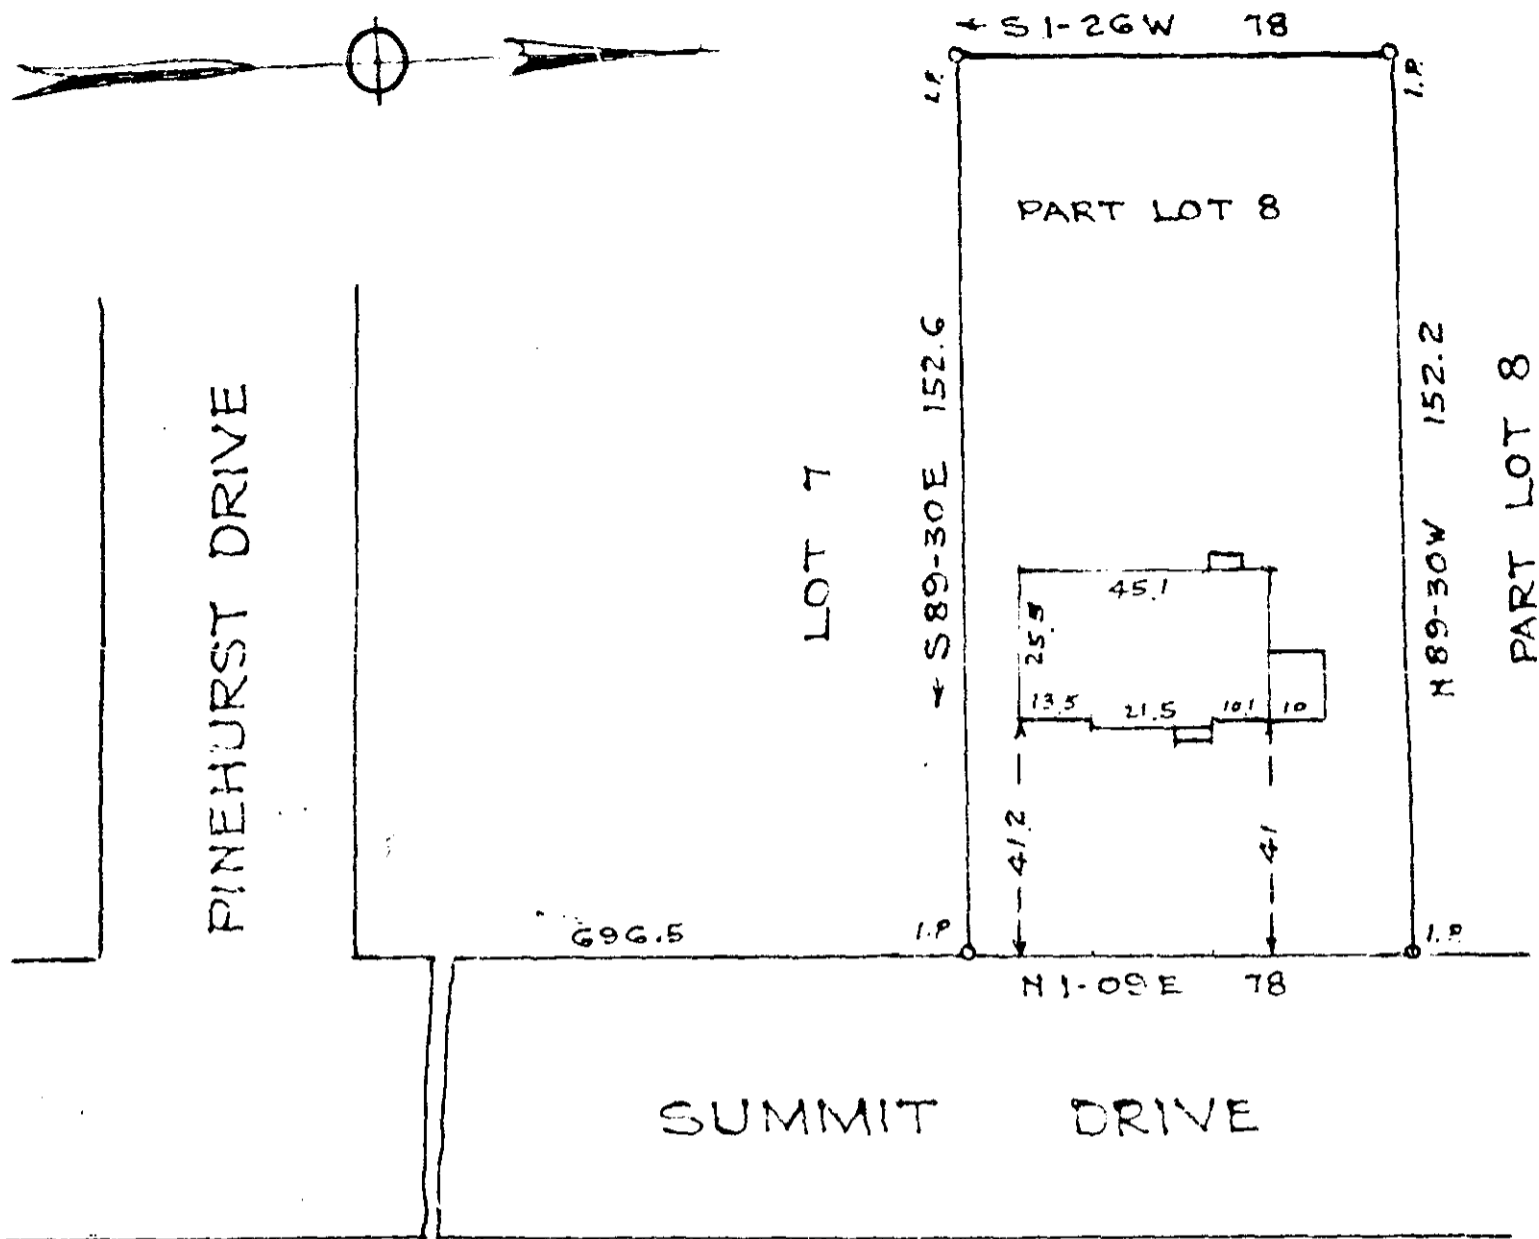 ← S 1-26 W 78
I.P.
I.P.
PART LOT 8
PINEHURST DRIVE
LOT 7
← S 89-30 E 152.6
N 89-30 W 152.2
PART LOT 8
45.1
25.5
13.5
21.5
10.1
10
41.2
41
696.5
I.P
I.P.
N 1-09 E 78
SUMMIT DRIVE